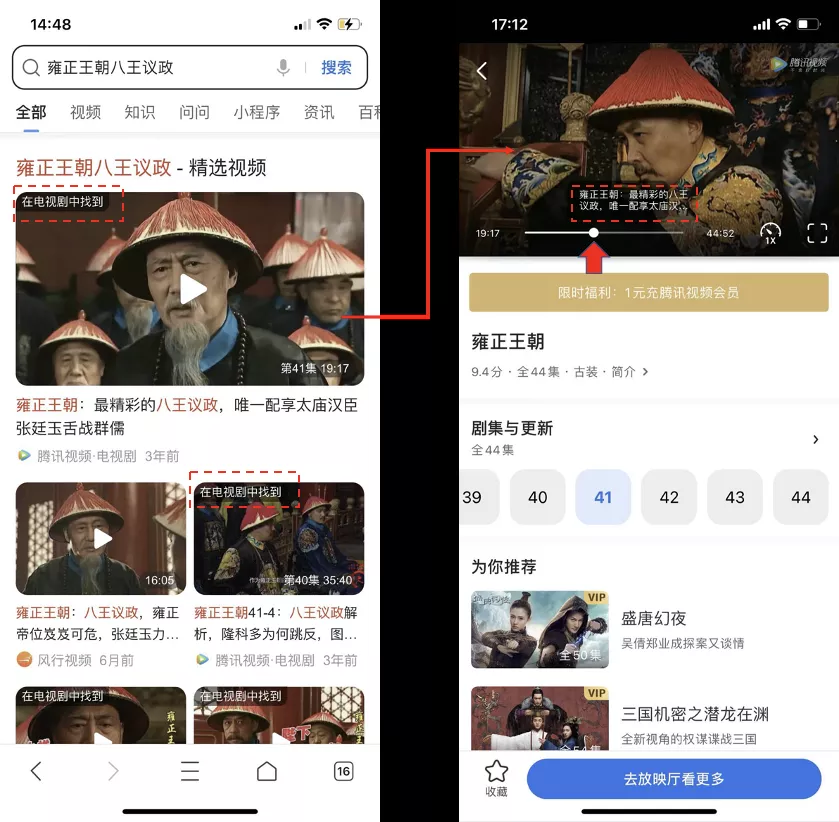 14:48
雍正王朝八王议政
搜索
全部 视频 知识 问问 小程序 资讯 百科
雍正王朝八王议政 - 精选视频
在电视剧中找到
第41集 19:17
雍正王朝：最精彩的八王议政，唯一配享太庙汉臣
张廷玉舌战群儒
腾讯视频·电视剧 3年前
16:05
雍正王朝：八王议政，雍正
帝位岌岌可危，张廷玉力...
风行视频 6月前
在电视剧中找到
第40集 35:40
雍正王朝41-4：八王议政解
析，隆科多为何跳反，图...
腾讯视频·电视剧 3年前
在电视剧中找到
在电视剧中找到
16
17:12
腾讯视频
雍正王朝：最精彩的八王
议政，唯一配享太庙汉...
19:17
44:52
1X
限时福利：1元充腾讯视频会员
雍正王朝
9.4分 · 全44集 · 古装 · 简介
剧集与更新
全44集
39 40 41 42 43 44
为你推荐
VIP
全50集
盛唐幻夜
吴倩郑业成探案又谈情
VIP
全54集
三国机密之潜龙在渊
全新视角的权谋谍战三国
收藏
去放映厅看更多